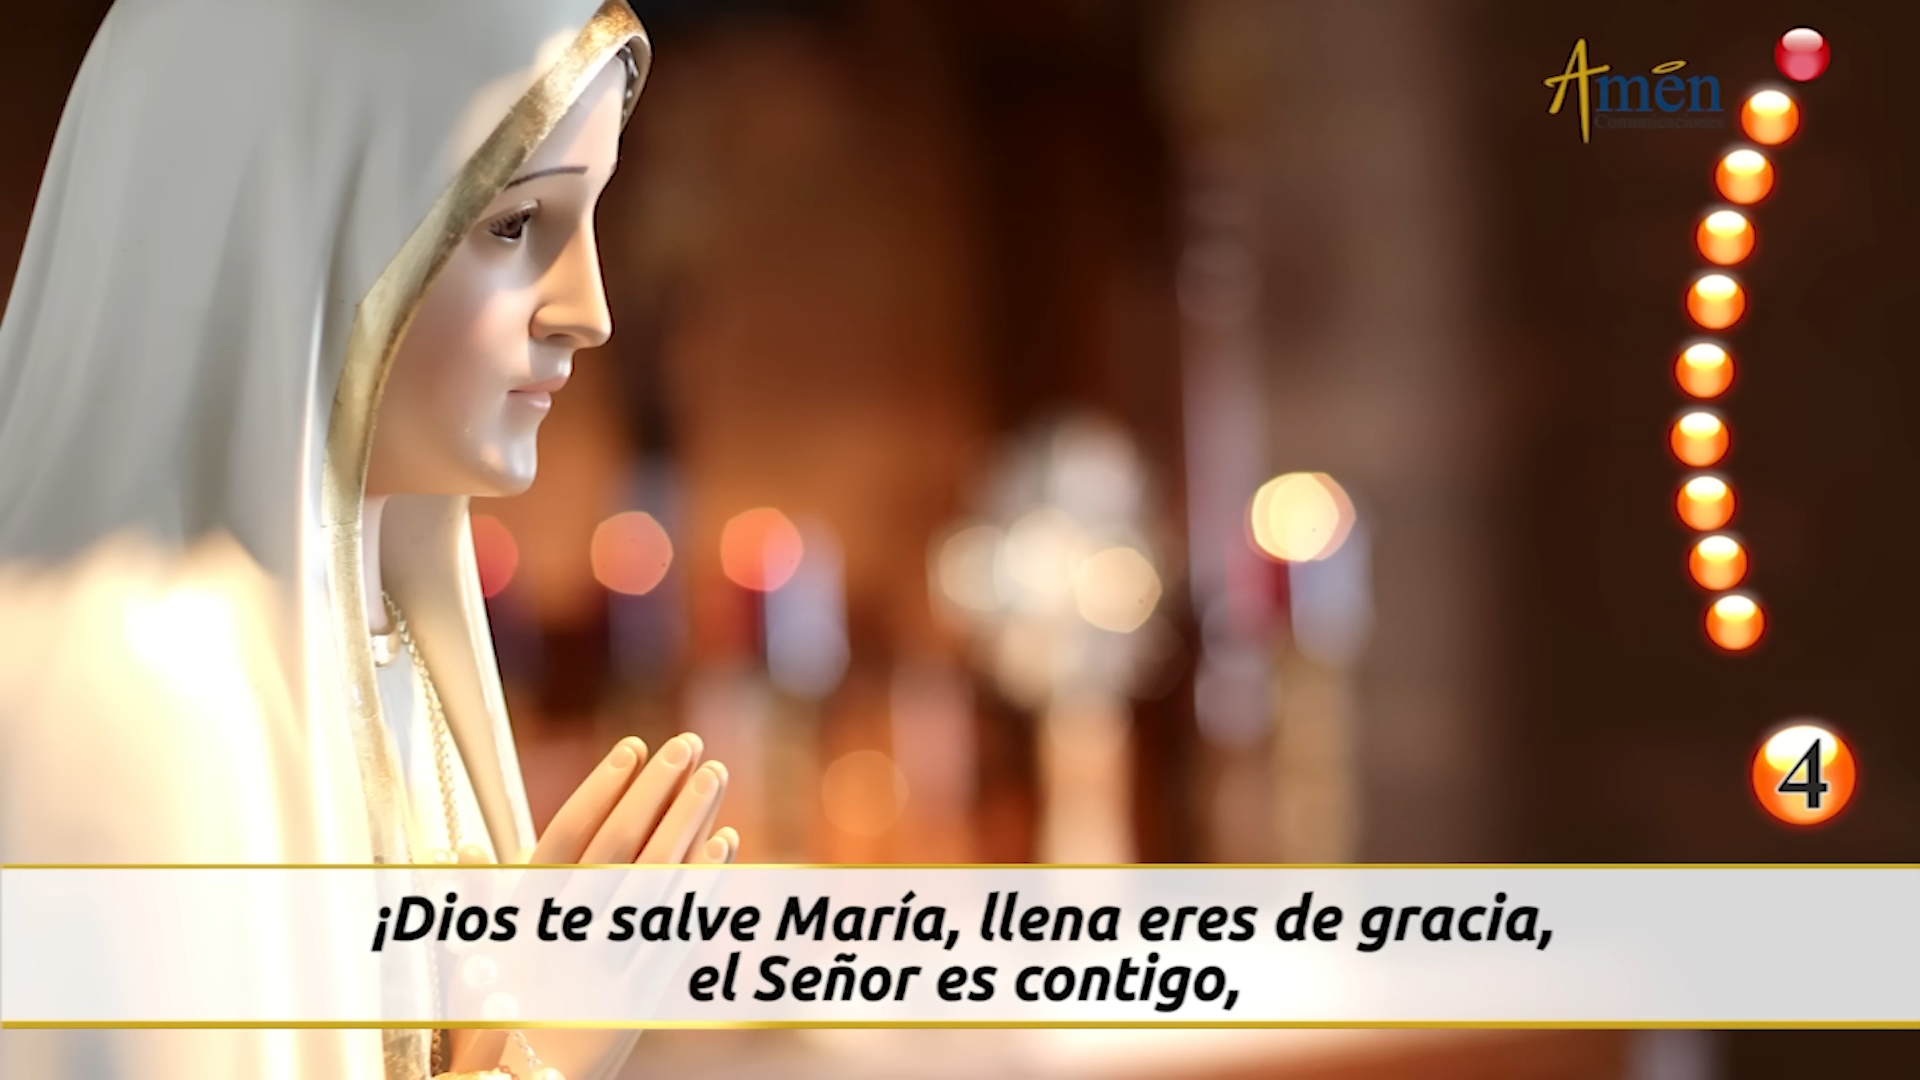 Amén
Comunicaciones
4
¡Dios te salve María, llena eres de gracia,
el Señor es contigo,